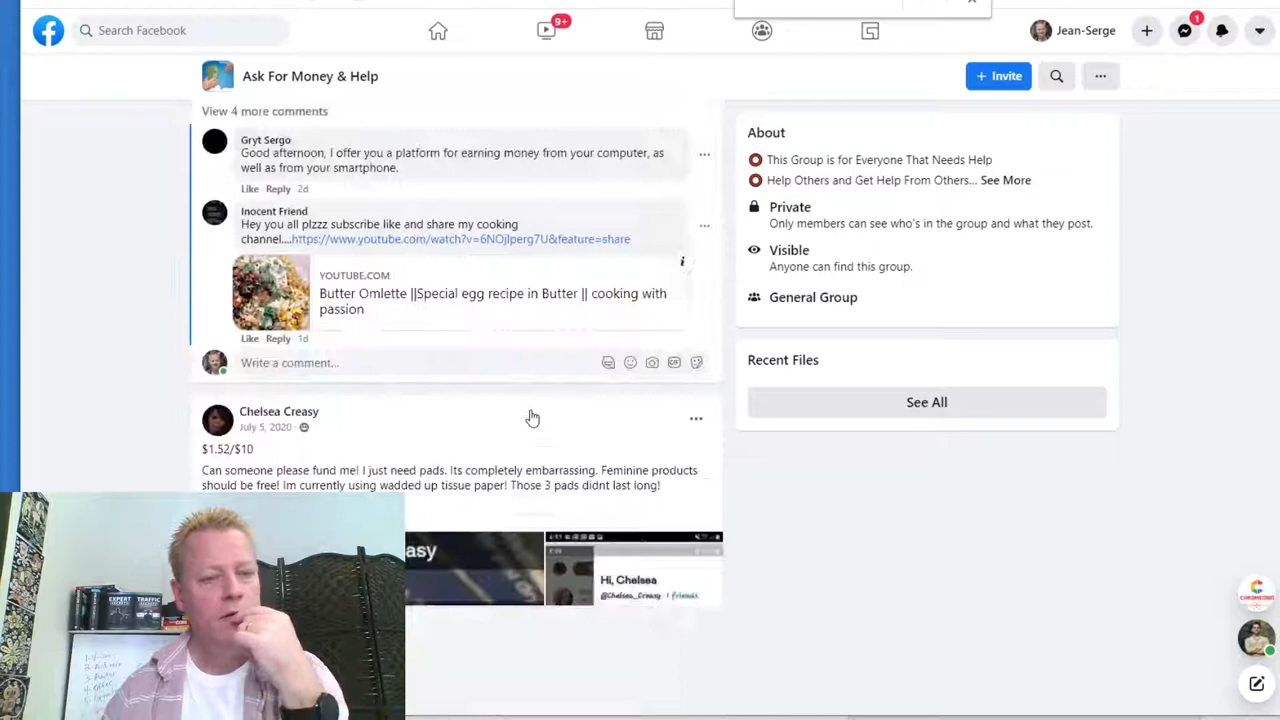 Search Facebook
9+
Jean-Serge
1
Ask For Money & Help
+ Invite
View 4 more comments
Gryt Sergo
Good afternoon, I offer you a platform for earning money from your computer, as
well as from your smartphone.
Like · Reply · 2d
Inocent Friend
Hey you all plzzz subscribe like and share my cooking
channel....https://www.youtube.com/watch?v=6NOjlperg7U&feature=share
YOUTUBE.COM
Butter Omlette ||Special egg recipe in Butter || cooking with
passion
Like · Reply · 1d
Write a comment...
GIF
Chelsea Creasy
July 5, 2020
$1.52/$10
Can someone please fund me! I just need pads. Its completely embarrassing. Feminine products
should be free! Im currently using wadded up tissue paper! Those 3 pads didnt last long!
easy
Hi, Chelsea
@Chelsea_Creasy | friends
About
This Group is for Everyone That Needs Help
Help Others and Get Help From Others... See More
Private
Only members can see who's in the group and what they post.
Visible
Anyone can find this group.
General Group
Recent Files
See All
EXPERT
SECRETS
TRAFFIC
SECRETS